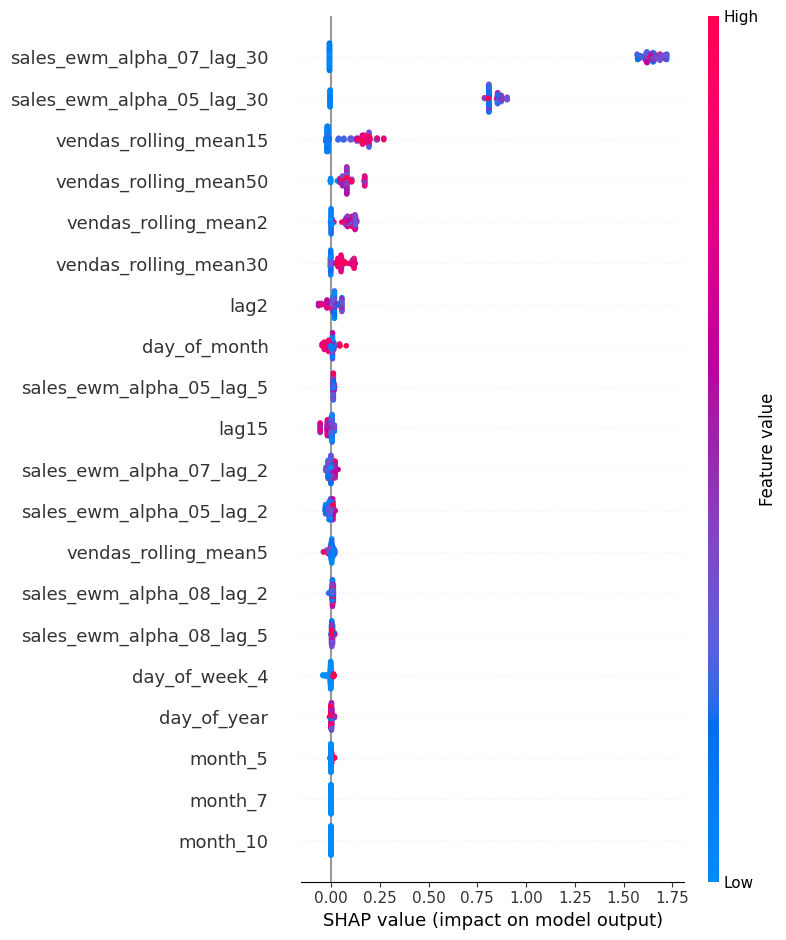 High
sales_ewm_alpha_07_lag_30
sales_ewm_alpha_05_lag_30
vendas_rolling_mean15
vendas_rolling_mean50
vendas_rolling_mean2
vendas_rolling_mean30
lag2
day_of_month
sales_ewm_alpha_05_lag_5
lag15
sales_ewm_alpha_07_lag_2
sales_ewm_alpha_05_lag_2
vendas_rolling_mean5
sales_ewm_alpha_08_lag_2
sales_ewm_alpha_08_lag_5
day_of_week_4
day_of_year
month_5
month_7
month_10
Feature value
Low
0.00 0.25 0.50 0.75 1.00 1.25 1.50 1.75
SHAP value (impact on model output)